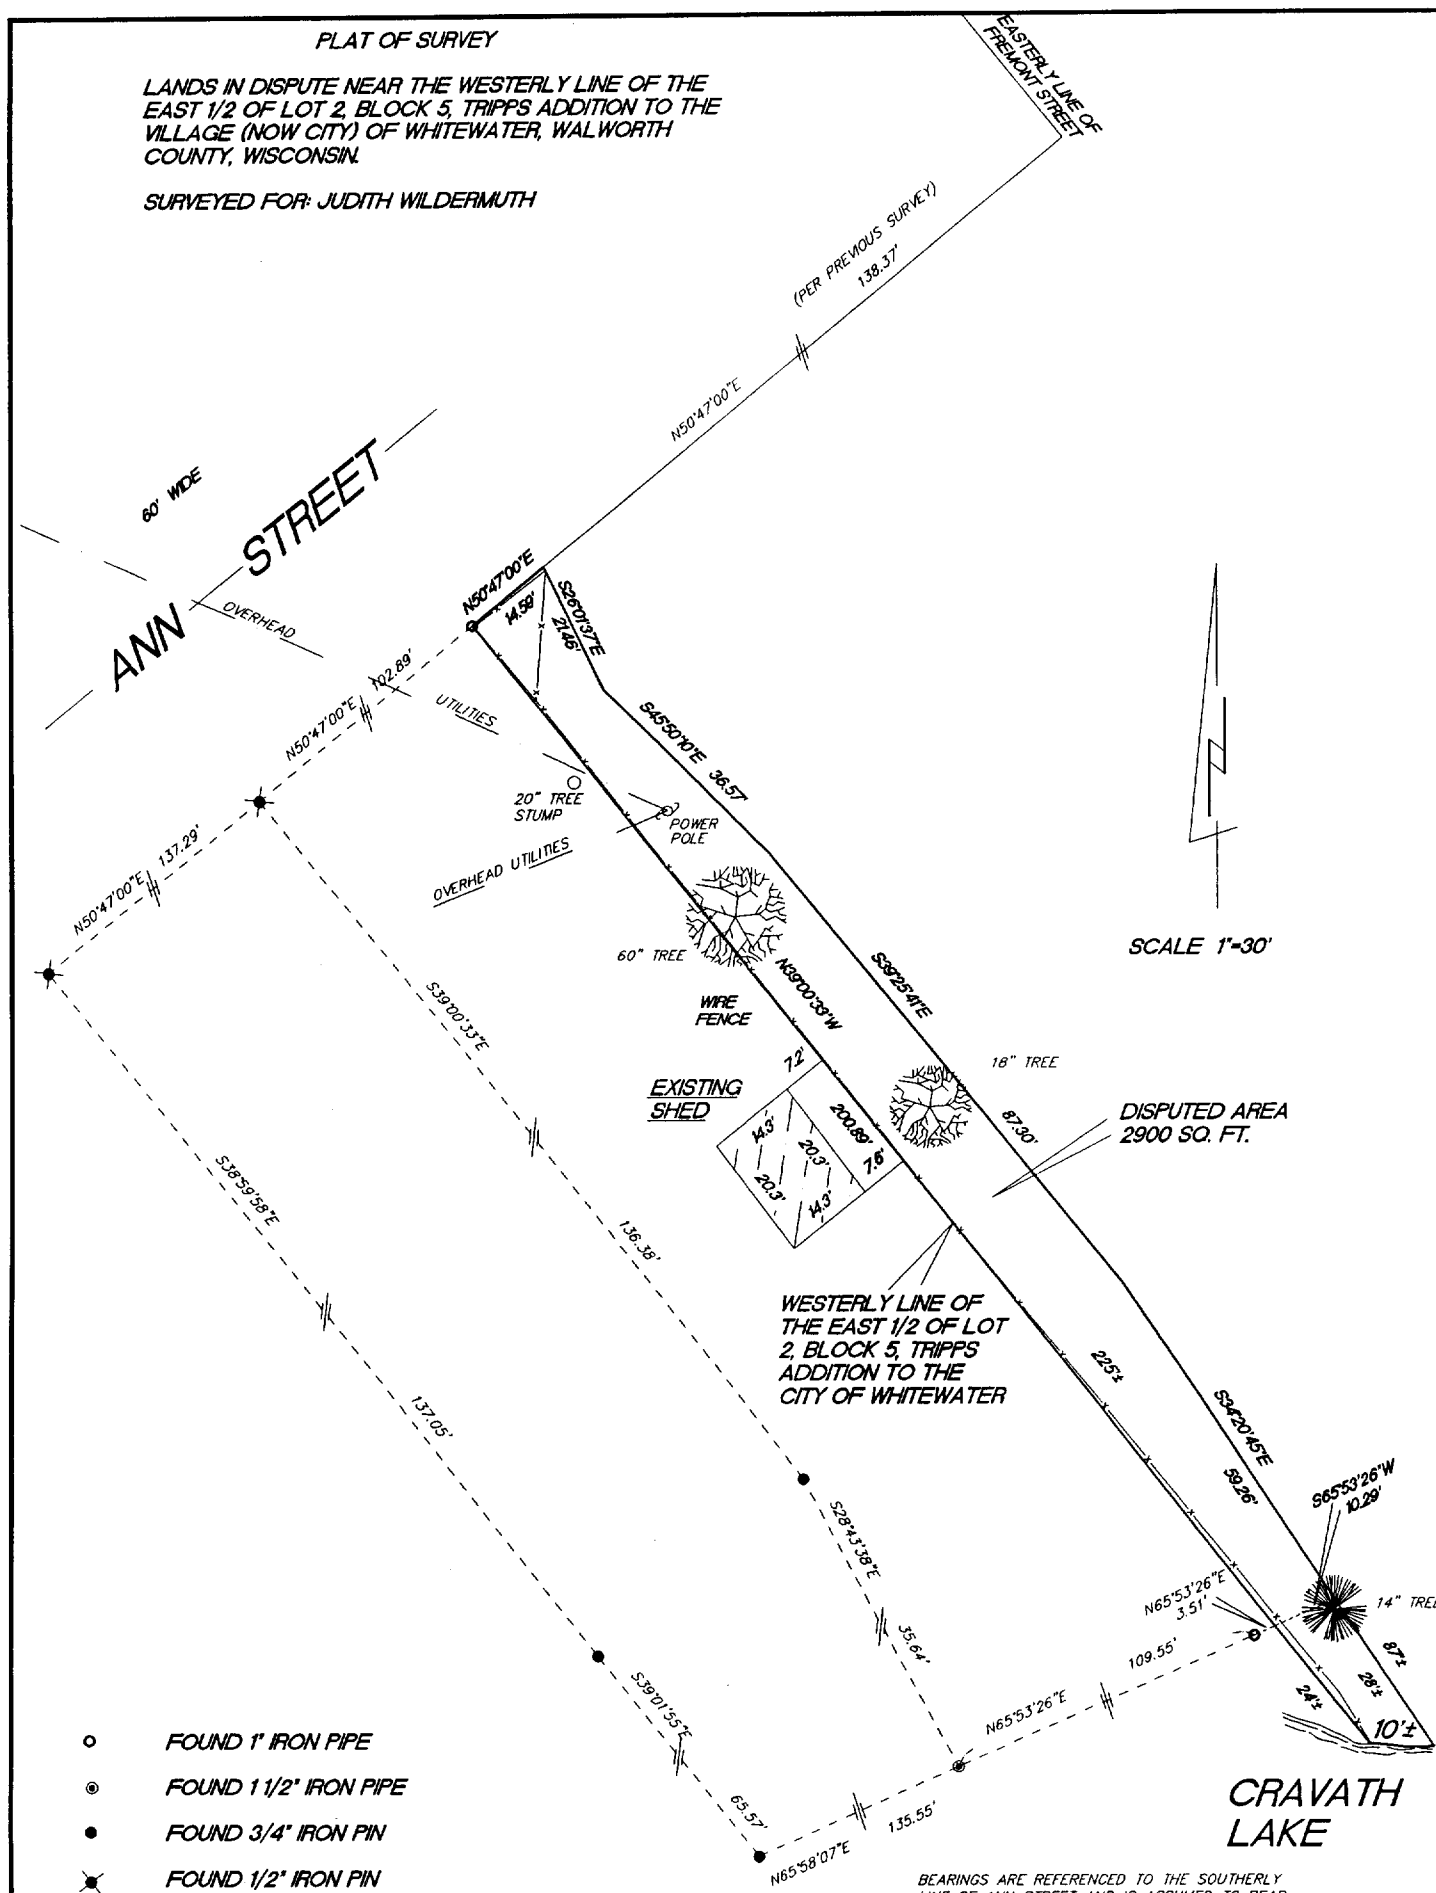 PLAT OF SURVEY
LANDS IN DISPUTE NEAR THE WESTERLY LINE OF THE
EAST 1/2 OF LOT 2, BLOCK 5, TRIPPS ADDITION TO THE
VILLAGE (NOW CITY) OF WHITEWATER, WALWORTH
COUNTY, WISCONSIN.
SURVEYED FOR: JUDITH WILDERMUTH
EASTERLY LINE OF
FREMONT STREET
(PER PREVIOUS SURVEY)
138.37'
N50°47'00"E
60' WIDE
ANN STREET
OVERHEAD
UTILITIES
N50°47'00"E
14.59'
S26°01'37"E
21.46'
N50°47'00"E 102.89'
N50°47'00"E 137.29'
S45°50'10"E 36.57'
20" TREE
STUMP
POWER
POLE
OVERHEAD UTILITIES
60" TREE
WIRE
FENCE
N39°00'33"W
S39°25'41"E
SCALE 1"=30'
18" TREE
87.30'
DISPUTED AREA
2900 SQ. FT.
S39°00'33"E
EXISTING
SHED
7.2'
200.89'
7.6'
14.3'
20.3'
20.3'
14.3'
S38°59'58"E
136.38'
WESTERLY LINE OF
THE EAST 1/2 OF LOT
2, BLOCK 5, TRIPPS
ADDITION TO THE
CITY OF WHITEWATER
225'±
137.05'
S34°20'45"E
59.26'
S65°53'26"W
10.29'
S28°43'38"E
35.64'
N65°53'26"E
3.51'
14" TREE
109.55'
87'±
28'±
24'±
10'±
S39°01'55"E
65.57'
N65°53'26"E
135.55'
N65°58'07"E
CRAVATH
LAKE
FOUND 1" IRON PIPE
FOUND 1 1/2" IRON PIPE
FOUND 3/4" IRON PIN
FOUND 1/2" IRON PIN
BEARINGS ARE REFERENCED TO THE SOUTHERLY